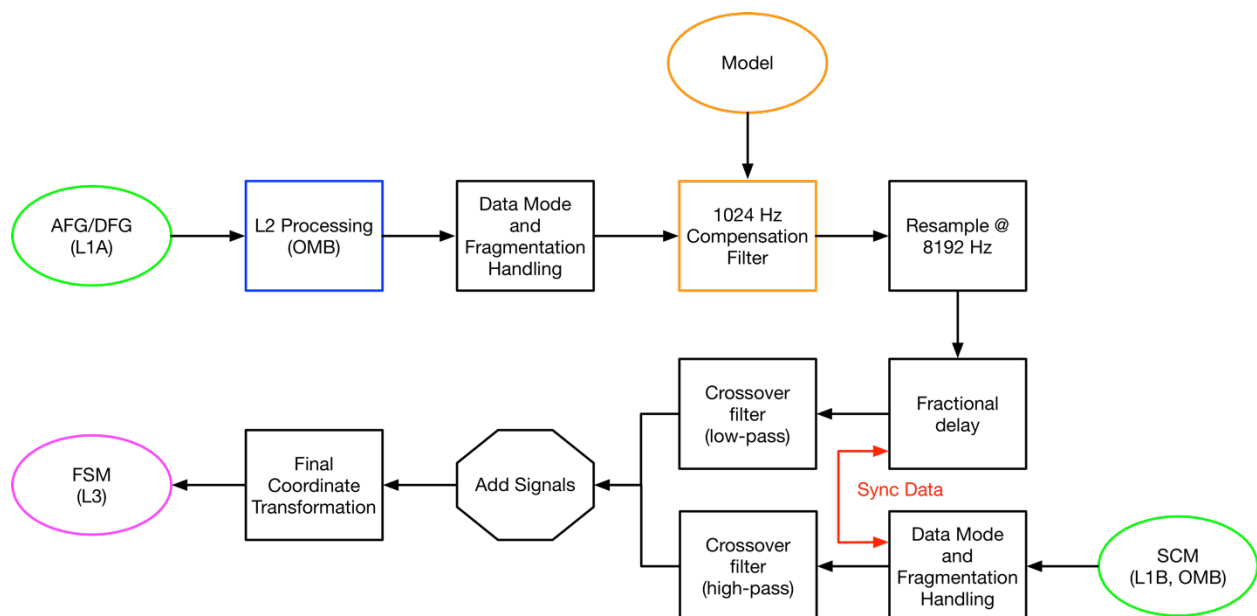 Model
AFG/DFG
(L1A)
L2 Processing
(OMB)
Data Mode
and
Fragmentation
Handling
1024 Hz
Compensation
Filter
Resample @
8192 Hz
Fractional
delay
Crossover
filter
(low-pass)
Sync Data
FSM
(L3)
Final
Coordinate
Transformation
Add Signals
Crossover
filter
(high-pass)
Data Mode
and
Fragmentation
Handling
SCM
(L1B, OMB)